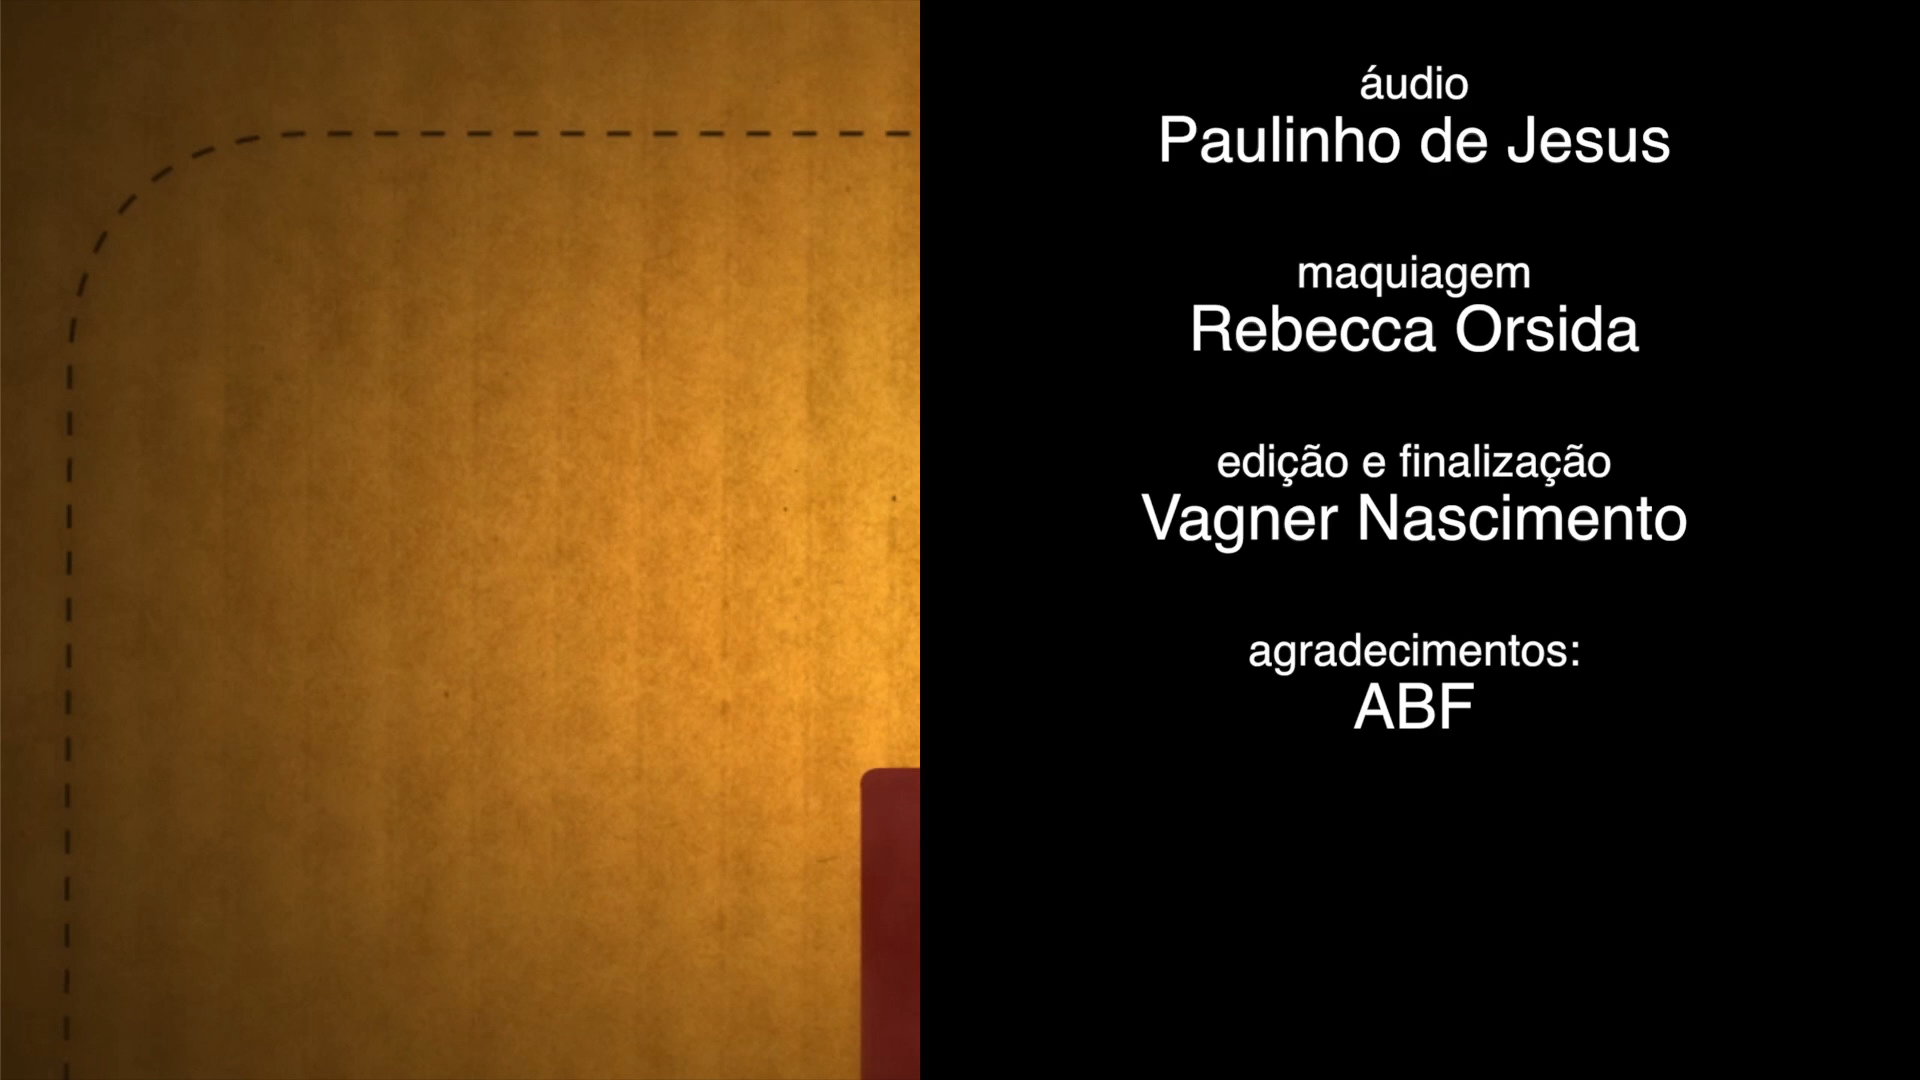 áudio
Paulinho de Jesus
maquiagem
Rebecca Orsida
edição e finalização
Vagner Nascimento
agradecimentos:
ABF